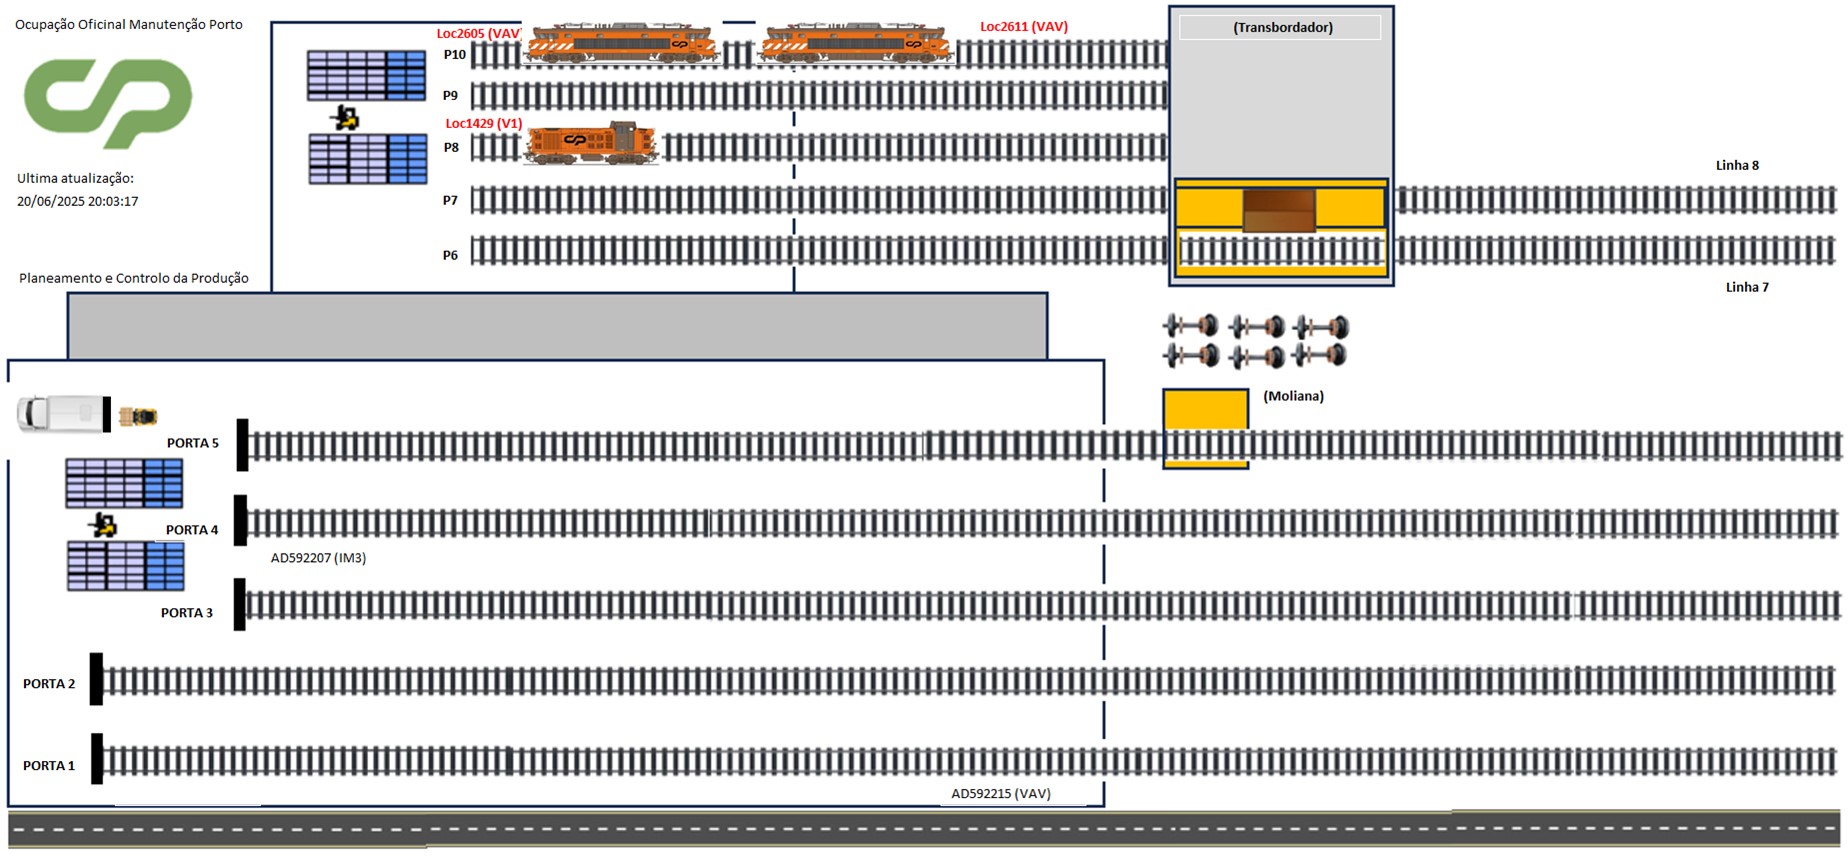 Ocupação Oficinal Manutenção Porto
Loc2605 (VAV)
Loc2611 (VAV)
(Transbordador)
P10
P9
Loc1429 (V1)
P8
CP
Linha 8
Ultima atualização:
20/06/2025 20:03:17
P7
P6
Planeamento e Controlo da Produção
Linha 7
(Moliana)
PORTA 5
PORTA 4
AD592207 (IM3)
PORTA 3
PORTA 2
PORTA 1
AD592215 (VAV)